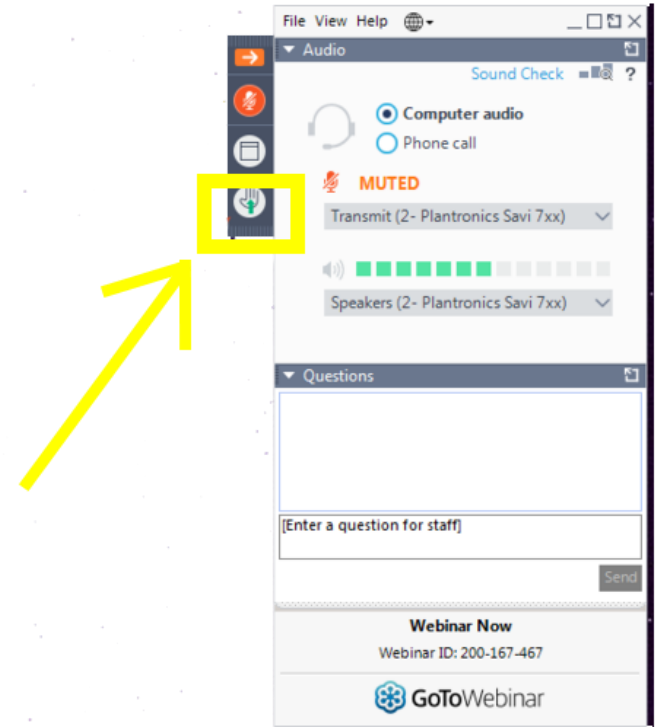 File View Help
Audio
Sound Check ?
Computer audio
Phone call
MUTED
Transmit (2- Plantronics Savi 7xx)
Speakers (2- Plantronics Savi 7xx)
Questions
[Enter a question for staff]
Send
Webinar Now
Webinar ID: 200-167-467
GoToWebinar